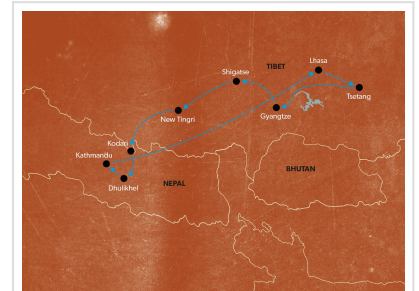 Lhasa
TIBET
Shigatse
Tsetang
Gyangtze
New Tingri
Kodari
Kathmandu
BHUTAN
NEPAL
Dhulikhel